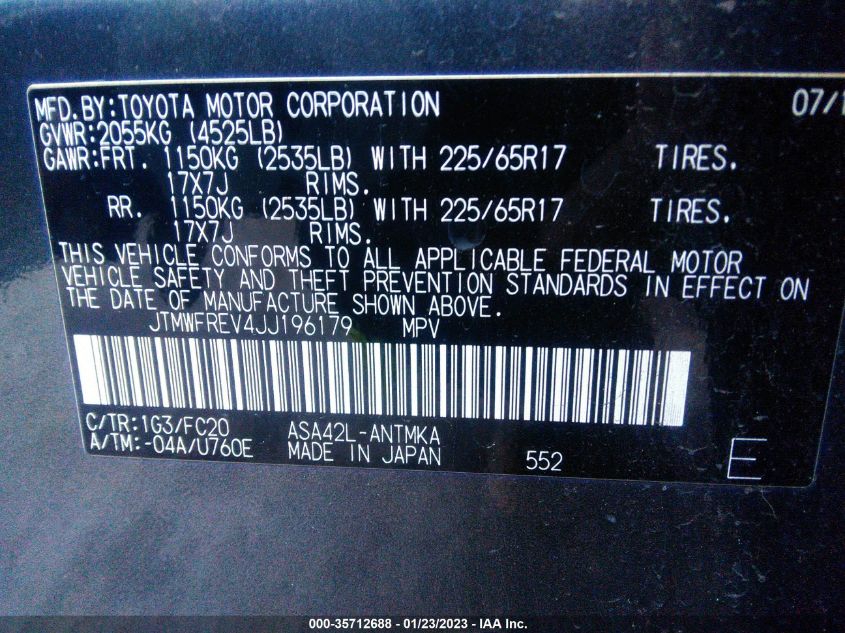 MFD.BY:TOYOTA MOTOR CORPORATION 07/1
GVWR:2055KG (4525LB)
GAWR:FRT. 1150KG (2535LB) WITH 225/65R17 TIRES.
17X7J RIMS.
RR. 1150KG (2535LB) WITH 225/65R17 TIRES.
17X7J RIMS.
THIS VEHICLE CONFORMS TO ALL APPLICABLE FEDERAL MOTOR
VEHICLE SAFETY AND THEFT PREVENTION STANDARDS IN EFFECT ON
THE DATE OF MANUFACTURE SHOWN ABOVE.
JTMWFREV4JJ196179 MPV
C/TR:1G3/FC20 ASA42L-ANTMKA
A/TM:-04A/U760E MADE IN JAPAN 552 E
000-35712688 - 01/23/2023 - IAA Inc.